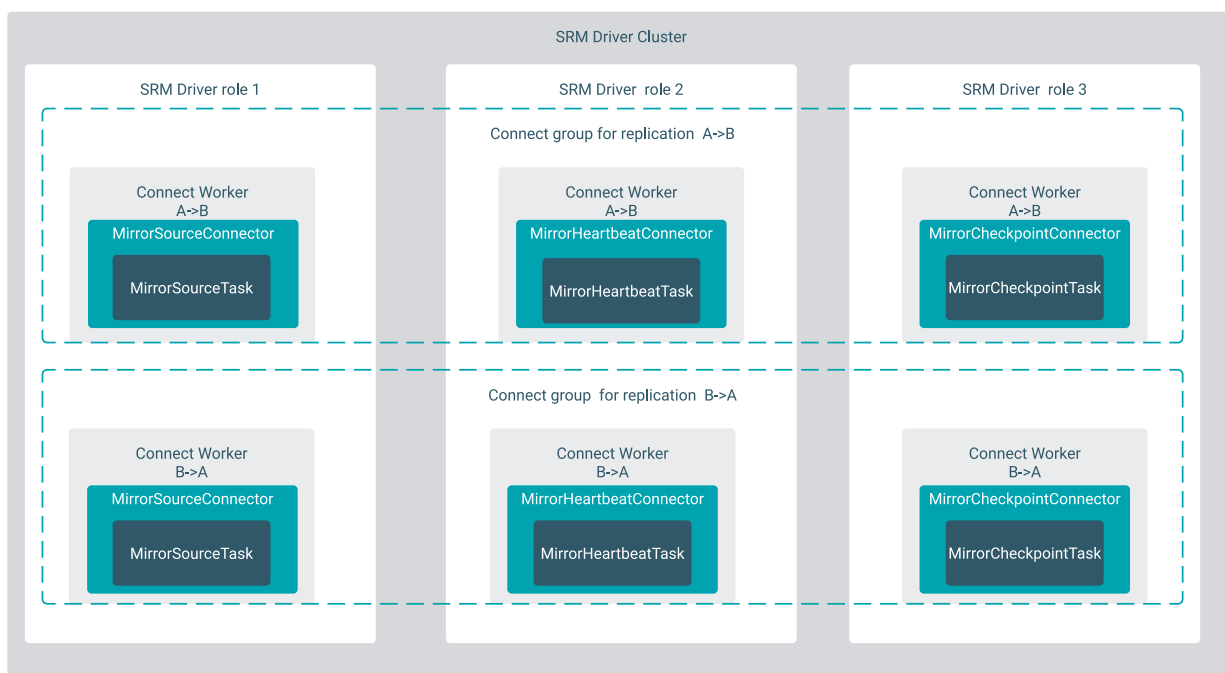 SRM Driver Cluster
SRM Driver role 1
SRM Driver role 2
SRM Driver role 3
Connect group for replication A->B
Connect Worker
A->B
MirrorSourceConnector
MirrorSourceTask
Connect Worker
A->B
MirrorHeartbeatConnector
MirrorHeartbeatTask
Connect Worker
A->B
MirrorCheckpointConnector
MirrorCheckpointTask
Connect group for replication B->A
Connect Worker
B->A
MirrorSourceConnector
MirrorSourceTask
Connect Worker
B->A
MirrorHeartbeatConnector
MirrorHeartbeatTask
Connect Worker
B->A
MirrorCheckpointConnector
MirrorCheckpointTask